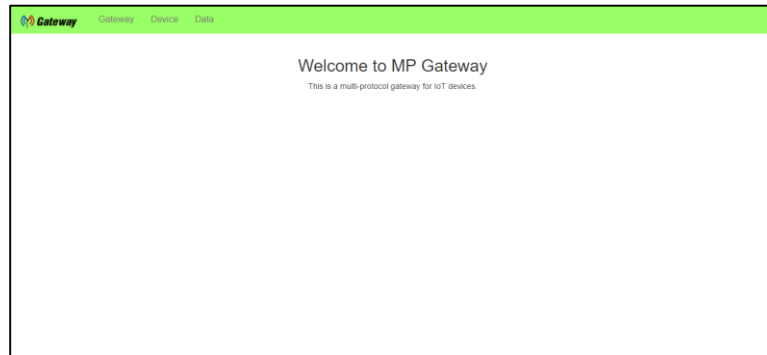 Gateway Gateway Device Data
Welcome to MP Gateway
This is a multi-protocol gateway for IoT devices.